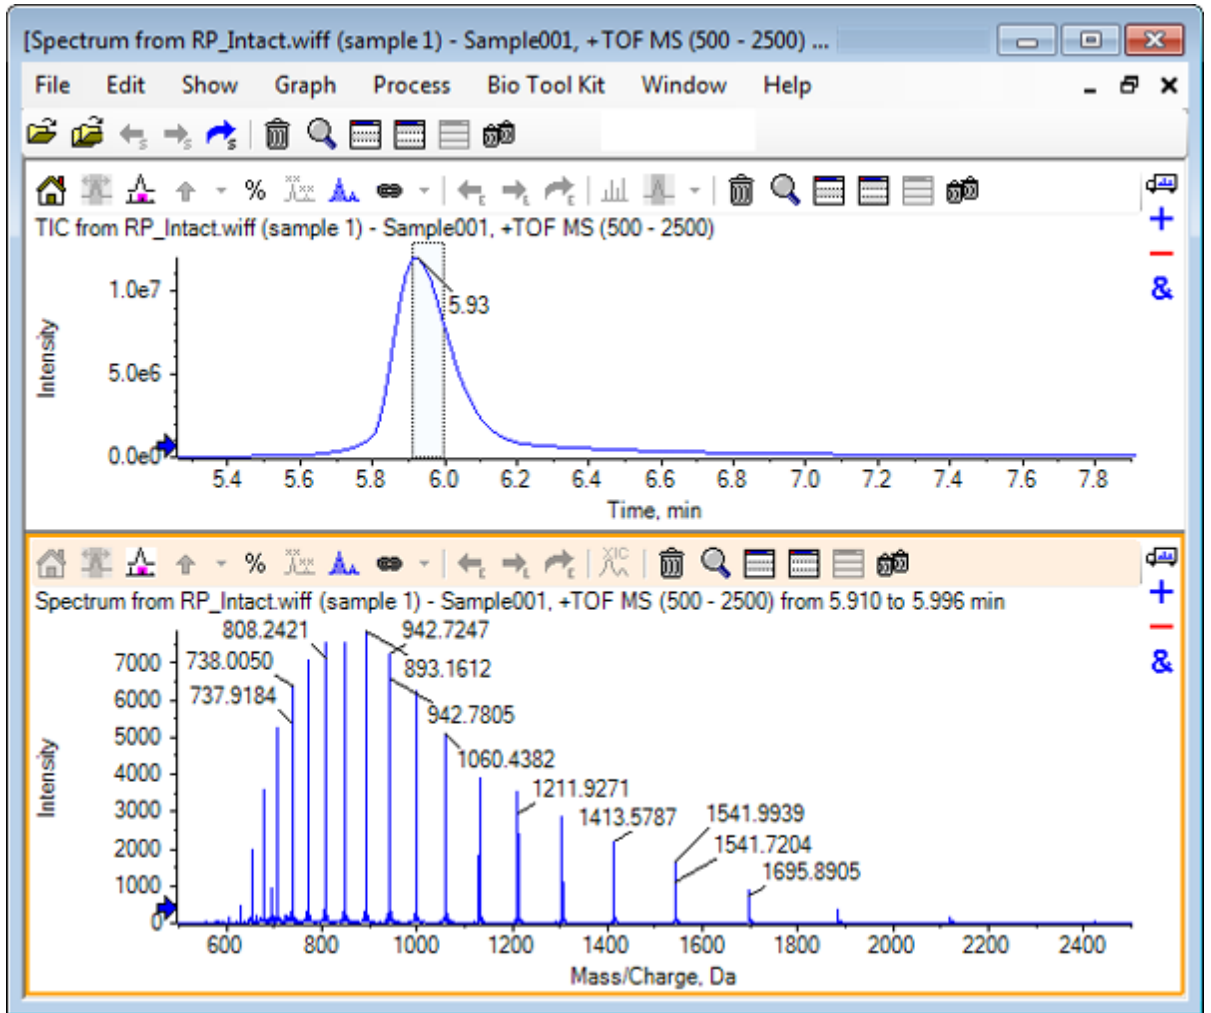 [Spectrum from RP_Intact.wiff (sample 1) - Sample001, +TOF MS (500 - 2500) ...
File Edit Show Graph Process Bio Tool Kit Window Help
TIC from RP_Intact.wiff (sample 1) - Sample001, +TOF MS (500 - 2500)
1.0e7
5.93
5.0e6
0.0e0
Intensity
5.4 5.6 5.8 6.0 6.2 6.4 6.6 6.8 7.0 7.2 7.4 7.6 7.8
Time, min
XIC
Spectrum from RP_Intact.wiff (sample 1) - Sample001, +TOF MS (500 - 2500) from 5.910 to 5.996 min
808.2421 942.7247
7000 738.0050 893.1612
6000 737.9184 942.7805
5000
1060.4382
4000 1211.9271
3000 1413.5787 1541.9939
2000 1541.7204
1000 1695.8905
0
Intensity
600 800 1000 1200 1400 1600 1800 2000 2200 2400
Mass/Charge, Da